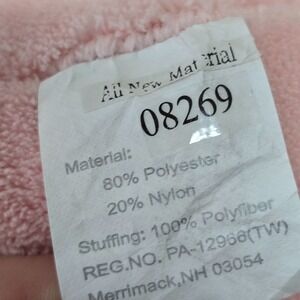 All New Material
08269
Material:
80% Polyester
20% Nylon
Stuffing: 100% Polyfiber
REG.NO. PA-12966(TW)
Merrimack,NH 03054